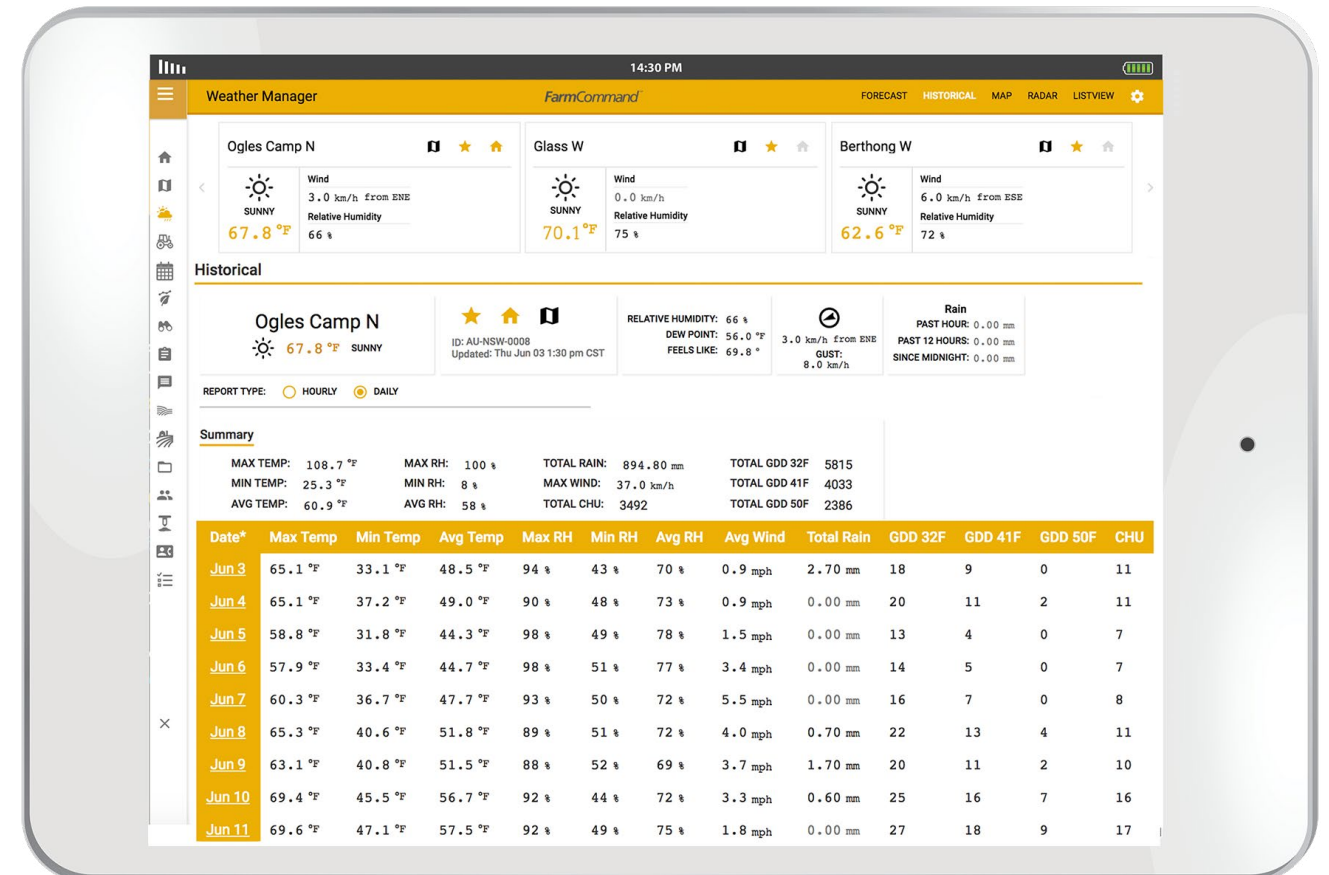 14:30 PM
Weather Manager FarmCommand FORECAST HISTORICAL MAP RADAR LISTVIEW
Ogles Camp N Glass W Berthong W
Wind Wind Wind
3.0 km/h from ENE 0.0 km/h 6.0 km/h from ESE
SUNNY Relative Humidity SUNNY Relative Humidity SUNNY Relative Humidity
67.8 °F 66 % 70.1 °F 75 % 62.6 °F 72 %
Historical
Ogles Camp N
67.8 °F SUNNY
ID: AU-NSW-0008
Updated: Thu Jun 03 1:30 pm CST
RELATIVE HUMIDITY: 66 %
DEW POINT: 56.0 °F
FEELS LIKE: 69.8 °
3.0 km/h from ENE
GUST:
8.0 km/h
Rain
PAST HOUR: 0.00 mm
PAST 12 HOURS: 0.00 mm
SINCE MIDNIGHT: 0.00 mm
REPORT TYPE: HOURLY DAILY
Summary
MAX TEMP: 108.7 °F MAX RH: 100 % TOTAL RAIN: 894.80 mm TOTAL GDD 32F 5815
MIN TEMP: 25.3 °F MIN RH: 8 % MAX WIND: 37.0 km/h TOTAL GDD 41F 4033
AVG TEMP: 60.9 °F AVG RH: 58 % TOTAL CHU: 3492 TOTAL GDD 50F 2386
Date* Max Temp Min Temp Avg Temp Max RH Min RH Avg RH Avg Wind Total Rain GDD 32F GDD 41F GDD 50F CHU
Jun 3 65.1 °F 33.1 °F 48.5 °F 94 % 43 % 70 % 0.9 mph 2.70 mm 18 9 0 11
Jun 4 65.1 °F 37.2 °F 49.0 °F 90 % 48 % 73 % 0.9 mph 0.00 mm 20 11 2 11
Jun 5 58.8 °F 31.8 °F 44.3 °F 98 % 49 % 78 % 1.5 mph 0.00 mm 13 4 0 7
Jun 6 57.9 °F 33.4 °F 44.7 °F 98 % 51 % 77 % 3.4 mph 0.00 mm 14 5 0 7
Jun 7 60.3 °F 36.7 °F 47.7 °F 93 % 50 % 72 % 5.5 mph 0.00 mm 16 7 0 8
Jun 8 65.3 °F 40.6 °F 51.8 °F 89 % 51 % 72 % 4.0 mph 0.70 mm 22 13 4 11
Jun 9 63.1 °F 40.8 °F 51.5 °F 88 % 52 % 69 % 3.7 mph 1.70 mm 20 11 2 10
Jun 10 69.4 °F 45.5 °F 56.7 °F 92 % 44 % 72 % 3.3 mph 0.60 mm 25 16 7 16
Jun 11 69.6 °F 47.1 °F 57.5 °F 92 % 49 % 75 % 1.8 mph 0.00 mm 27 18 9 17